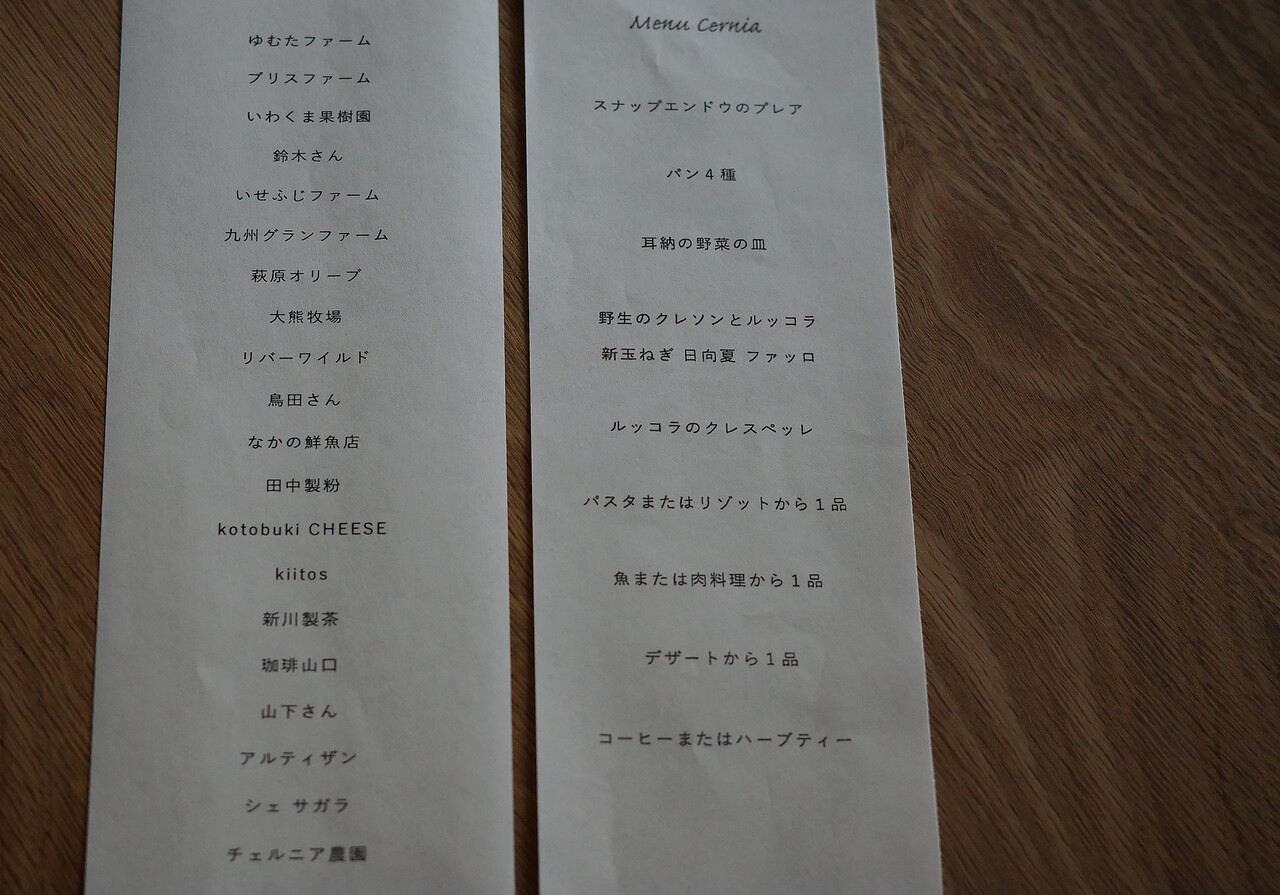 ゆむたファーム
ブリスファーム
いわくま果樹園
鈴木さん
いせふじファーム
九州グランファーム
萩原オリーブ
大熊牧場
リバーワイルド
鳥田さん
なかの鮮魚店
田中製粉
kotobuki CHEESE
kiitos
新川製茶
珈琲山口
山下さん
アルティザン
シェ サガラ
チェルニア農園
Menu Cernia
スナップエンドウのプレア
パン４種
耳納の野菜の皿
野生のクレソンとルッコラ
新玉ねぎ 日向夏 ファッロ
ルッコラのクレスペッレ
パスタまたはリゾットから１品
魚または肉料理から１品
デザートから１品
コーヒーまたはハーブティー